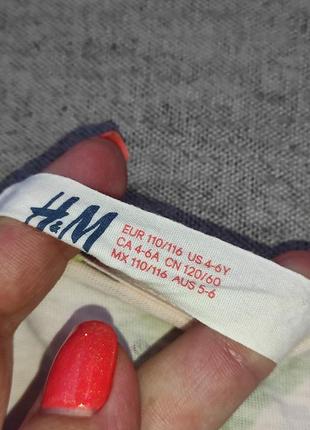 H&M
EUR 110/116 US 4-6Y
CA 4-6A CN 120/60
MX 110/116 AUS 5-6